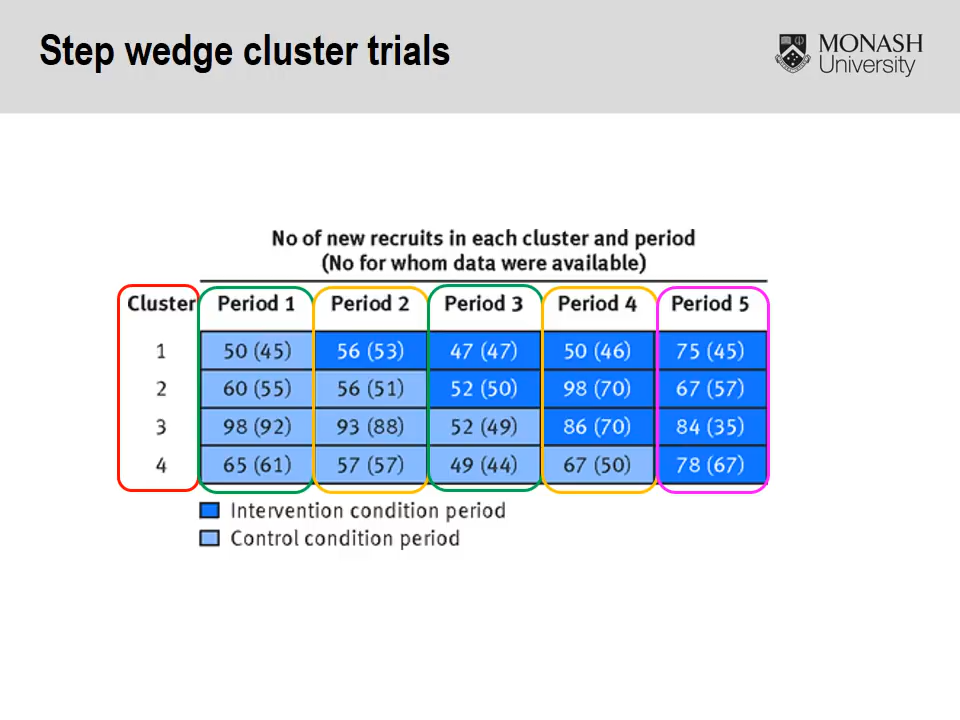 Step wedge cluster trials
MONASH
University
No of new recruits in each cluster and period
(No for whom data were available)
Cluster Period 1 Period 2 Period 3 Period 4 Period 5
1 50 (45) 56 (53) 47 (47) 50 (46) 75 (45)
2 60 (55) 56 (51) 52 (50) 98 (70) 67 (57)
3 98 (92) 93 (88) 52 (49) 86 (70) 84 (35)
4 65 (61) 57 (57) 49 (44) 67 (50) 78 (67)
Intervention condition period
Control condition period